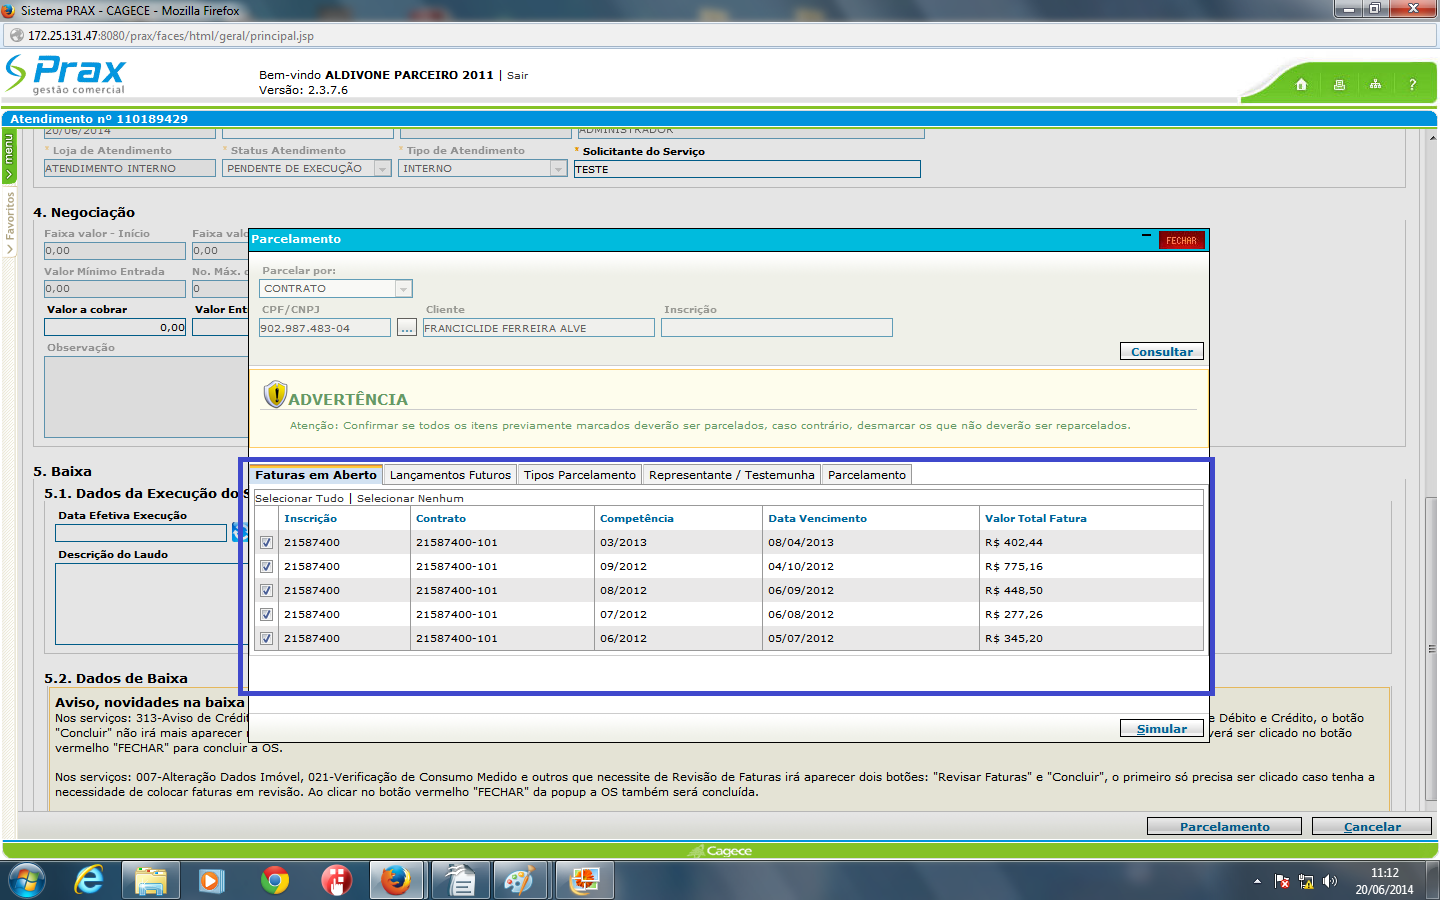 Sistema PRAX - CAGECE - Mozilla Firefox
172.25.131.47:8080/prax/faces/html/geral/principal.jsp
Prax
gestão comercial
Bem-vindo ALDIVONE PARCEIRO 2011 | Sair
Versão: 2.3.7.6
?
Atendimento nº 110189429
menu
Favoritos
20/06/2014 ADMINISTRADOR
* Loja de Atendimento * Status Atendimento * Tipo de Atendimento * Solicitante do Serviço
ATENDIMENTO INTERNO PENDENTE DE EXECUÇÃO INTERNO TESTE
4. Negociação
Faixa valor - Início Faixa valo
0,00 0,00
Valor Mínimo Entrada No. Máx. d
0,00 0
Valor a cobrar Valor Ent
0,00
Observação
Parcelamento FECHAR
Parcelar por:
CONTRATO
CPF/CNPJ Cliente Inscrição
902.987.483-04 ... FRANCICLIDE FERREIRA ALVE
Consultar
ADVERTÊNCIA
Atenção: Confirmar se todos os itens previamente marcados deverão ser parcelados, caso contrário, desmarcar os que não deverão ser reparcelados.
Faturas em Aberto Lançamentos Futuros Tipos Parcelamento Representante / Testemunha Parcelamento
Selecionar Tudo | Selecionar Nenhum
Inscrição Contrato Competência Data Vencimento Valor Total Fatura
21587400 21587400-101 03/2013 08/04/2013 R$ 402,44
21587400 21587400-101 09/2012 04/10/2012 R$ 775,16
21587400 21587400-101 08/2012 06/09/2012 R$ 448,50
21587400 21587400-101 07/2012 06/08/2012 R$ 277,26
21587400 21587400-101 06/2012 05/07/2012 R$ 345,20
Simular
5. Baixa
5.1. Dados da Execução do S
Data Efetiva Execução
Descrição do Laudo
5.2. Dados de Baixa
Aviso, novidades na baixa
Nos serviços: 313-Aviso de Crédit e Débito e Crédito, o botão
"Concluir" não irá mais aparecer verá ser clicado no botão
vermelho "FECHAR" para concluir a OS.
Nos serviços: 007-Alteração Dados Imóvel, 021-Verificação de Consumo Medido e outros que necessite de Revisão de Faturas irá aparecer dois botões: "Revisar Faturas" e "Concluir", o primeiro só precisa ser clicado caso tenha a
necessidade de colocar faturas em revisão. Ao clicar no botão vermelho "FECHAR" da popup a OS também será concluída.
Parcelamento Cancelar
Cagece
11:12
20/06/2014